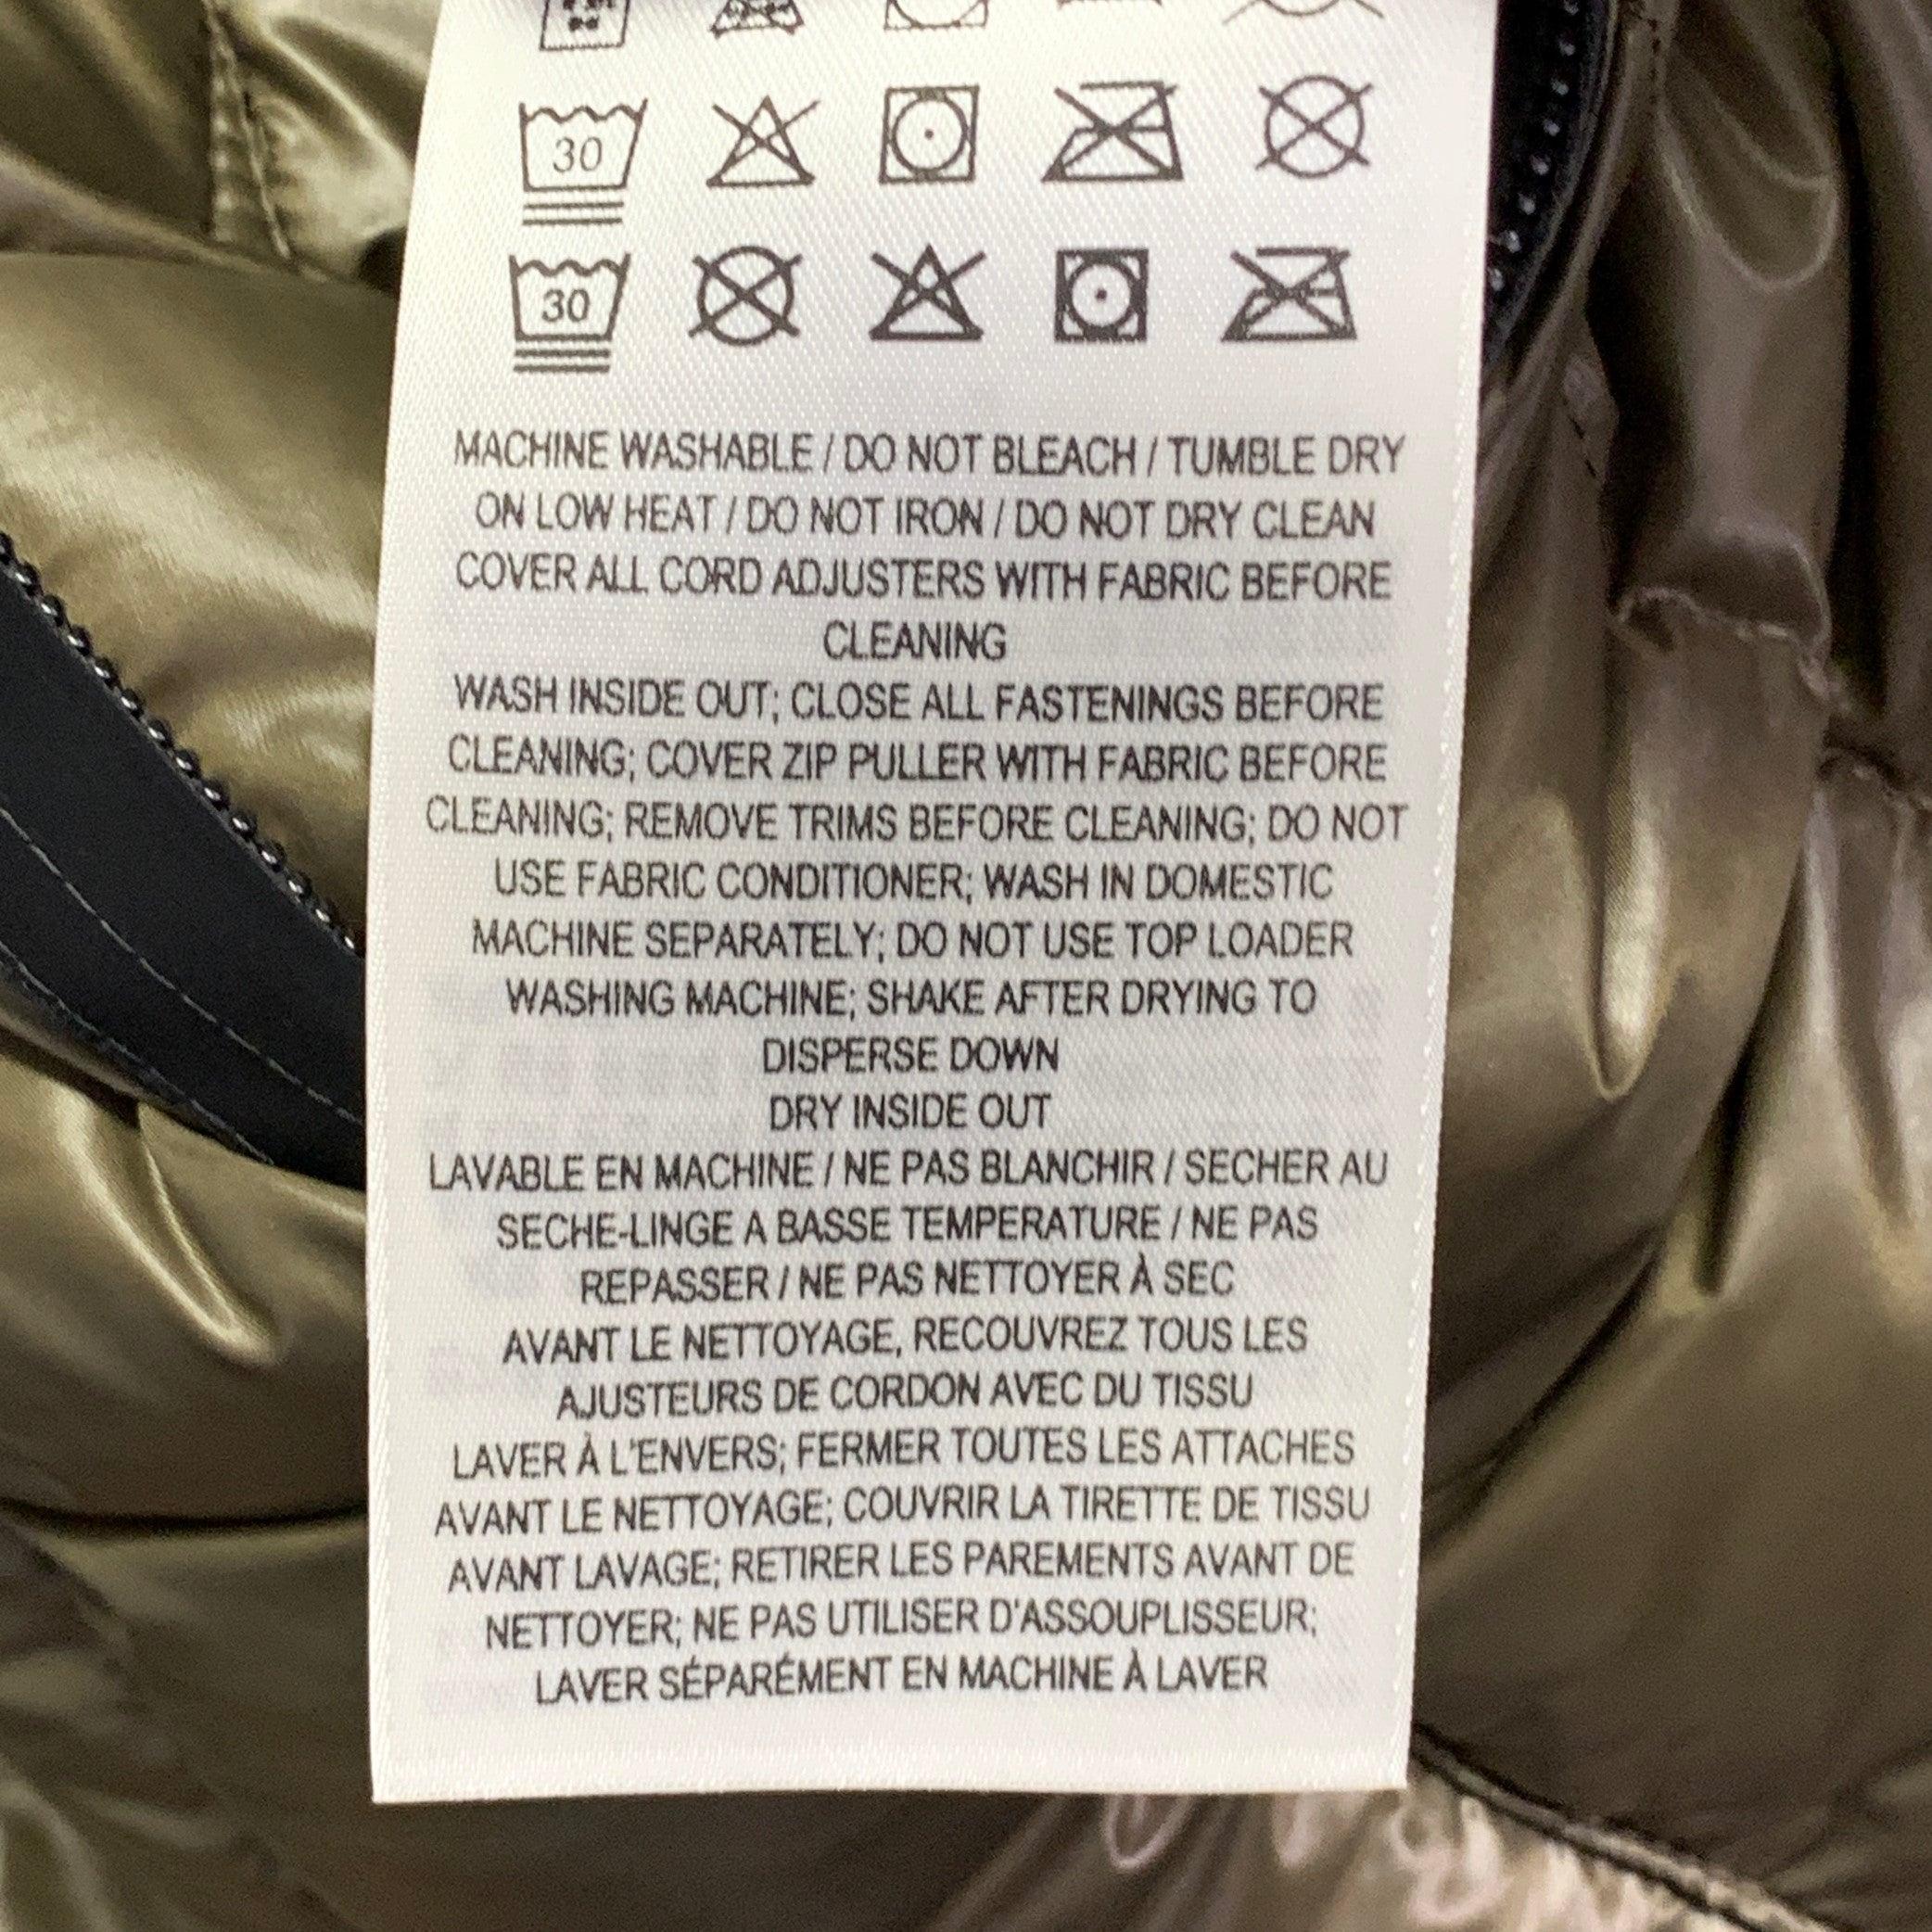 30
30
MACHINE WASHABLE / DO NOT BLEACH / TUMBLE DRY
ON LOW HEAT / DO NOT IRON / DO NOT DRY CLEAN
COVER ALL CORD ADJUSTERS WITH FABRIC BEFORE
CLEANING
WASH INSIDE OUT; CLOSE ALL FASTENINGS BEFORE
CLEANING; COVER ZIP PULLER WITH FABRIC BEFORE
CLEANING; REMOVE TRIMS BEFORE CLEANING; DO NOT
USE FABRIC CONDITIONER; WASH IN DOMESTIC
MACHINE SEPARATELY; DO NOT USE TOP LOADER
WASHING MACHINE; SHAKE AFTER DRYING TO
DISPERSE DOWN
DRY INSIDE OUT
LAVABLE EN MACHINE / NE PAS BLANCHIR / SECHER AU
SECHE-LINGE A BASSE TEMPERATURE / NE PAS
REPASSER / NE PAS NETTOYER À SEC
AVANT LE NETTOYAGE, RECOUVREZ TOUS LES
AJUSTEURS DE CORDON AVEC DU TISSU
LAVER À L'ENVERS; FERMER TOUTES LES ATTACHES
AVANT LE NETTOYAGE; COUVRIR LA TIRETTE DE TISSU
AVANT LAVAGE; RETIRER LES PAREMENTS AVANT DE
NETTOYER; NE PAS UTILISER D'ASSOUPLISSEUR;
LAVER SÉPARÉMENT EN MACHINE À LAVER